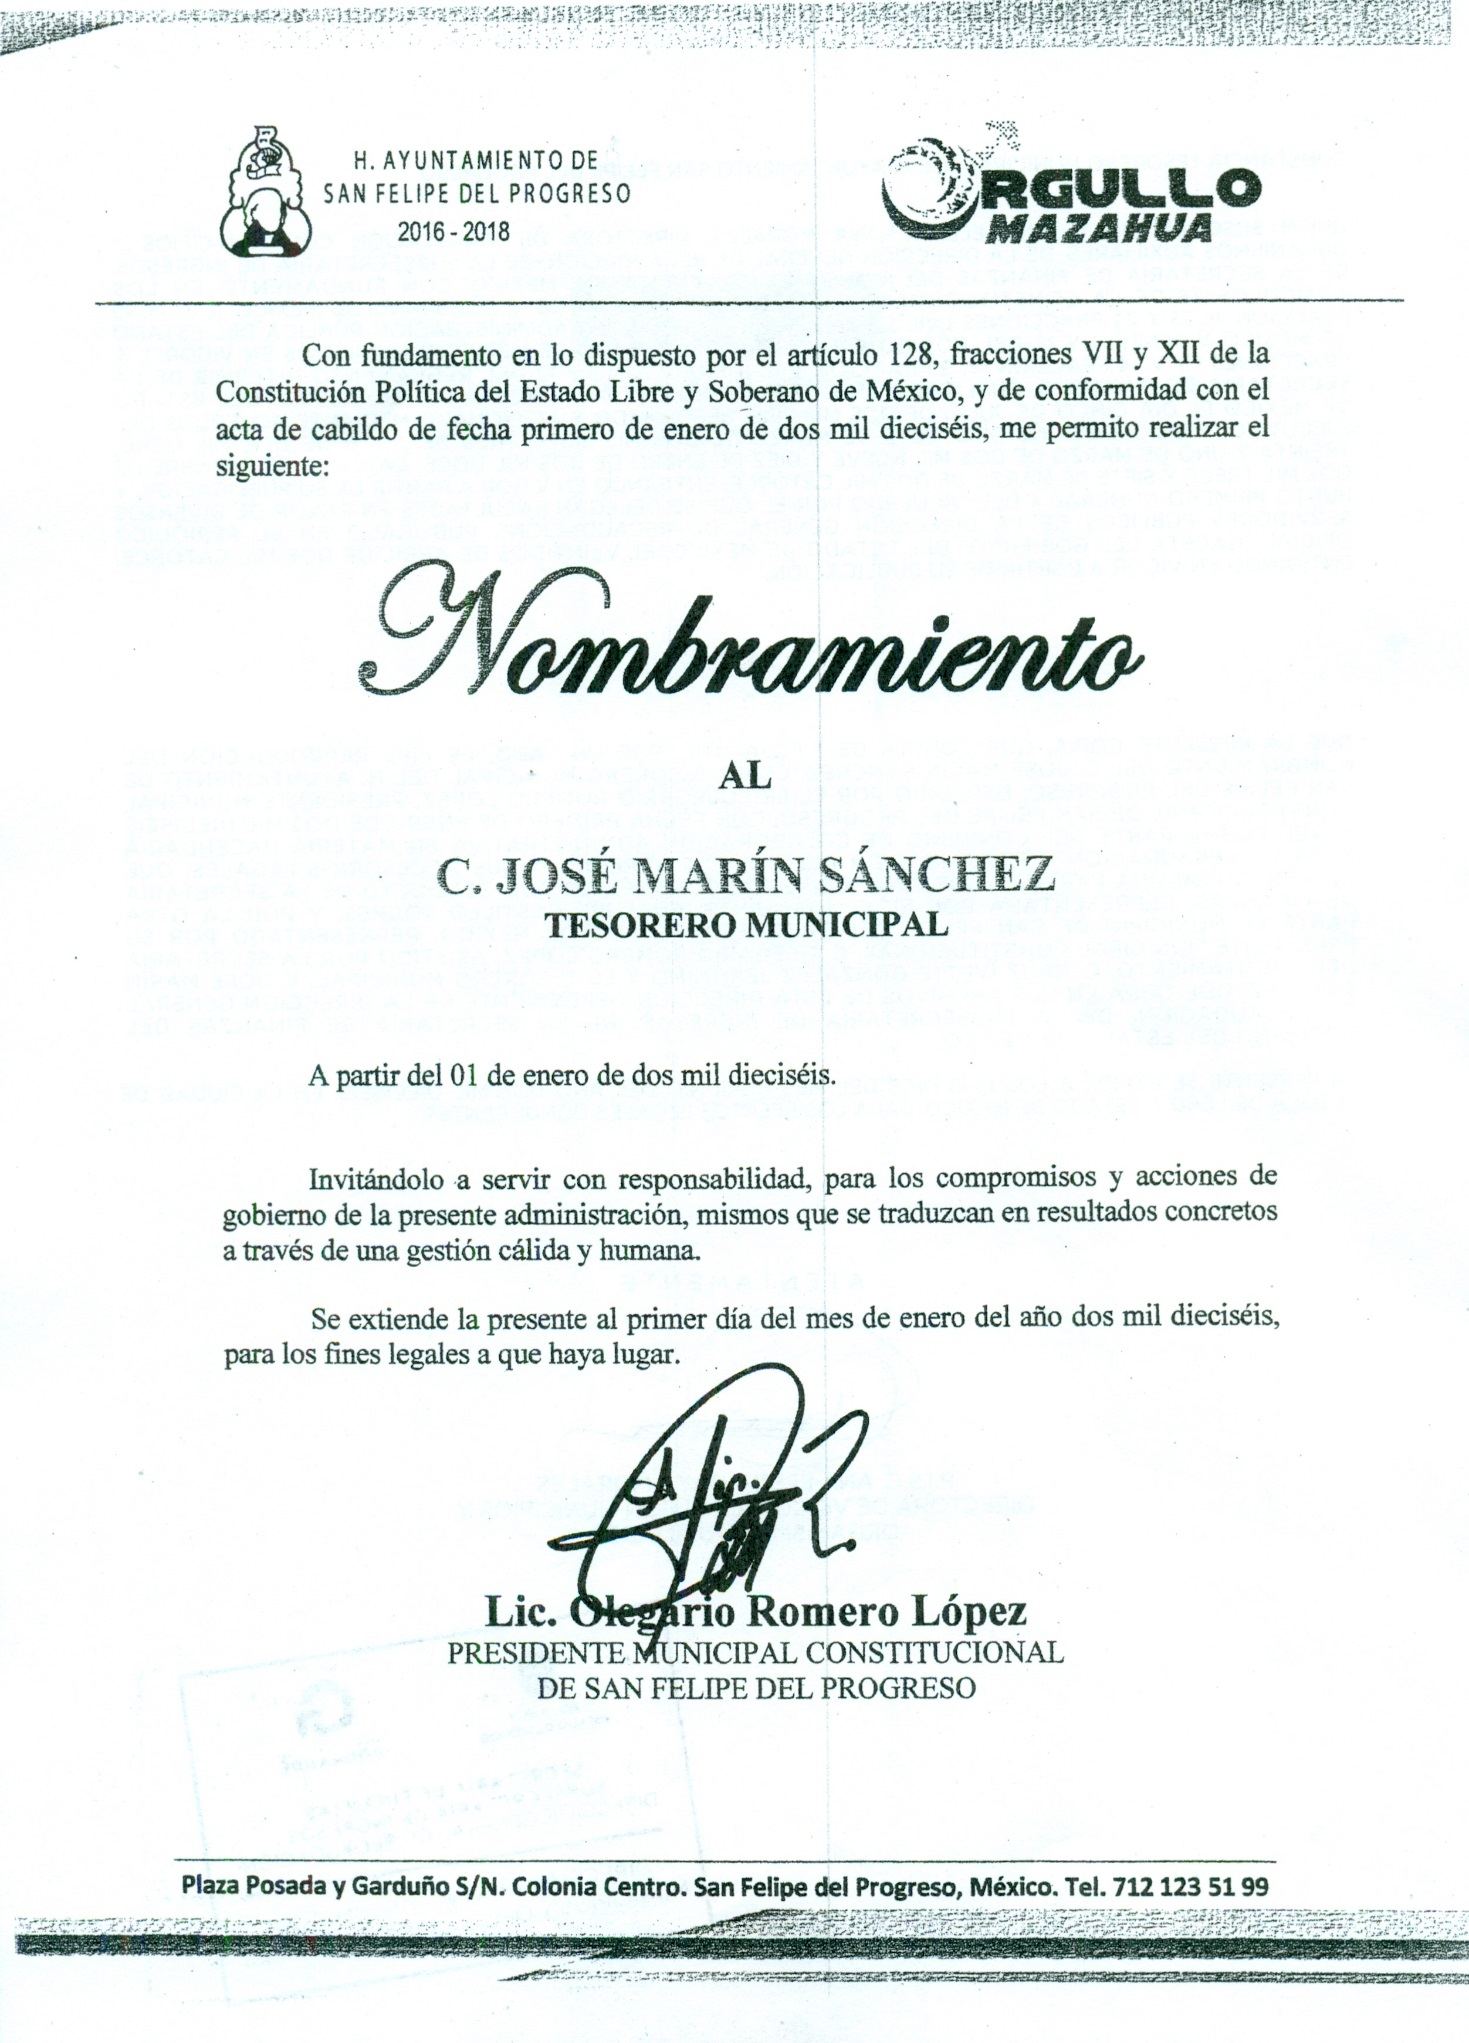 H. AYUNTAMIENTO DE
SAN FELIPE DEL PROGRESO
2016 - 2018
ORGULLO
MAZAHUA
Con fundamento en lo dispuesto por el artículo 128, fracciones VII y XII de la
Constitución Política del Estado Libre y Soberano de México, y de conformidad con el
acta de cabildo de fecha primero de enero de dos mil dieciséis, me permito realizar el
siguiente:
Nombramiento
AL
C. JOSÉ MARÍN SÁNCHEZ
TESORERO MUNICIPAL
A partir del 01 de enero de dos mil dieciséis.
Invitándolo a servir con responsabilidad, para los compromisos y acciones de
gobierno de la presente administración, mismos que se traduzcan en resultados concretos
a través de una gestión cálida y humana.
Se extiende la presente al primer día del mes de enero del año dos mil dieciséis,
para los fines legales a que haya lugar.
Lic. Olegario Romero López
PRESIDENTE MUNICIPAL CONSTITUCIONAL
DE SAN FELIPE DEL PROGRESO
Plaza Posada y Garduño S/N. Colonia Centro. San Felipe del Progreso, México. Tel. 712 123 51 99